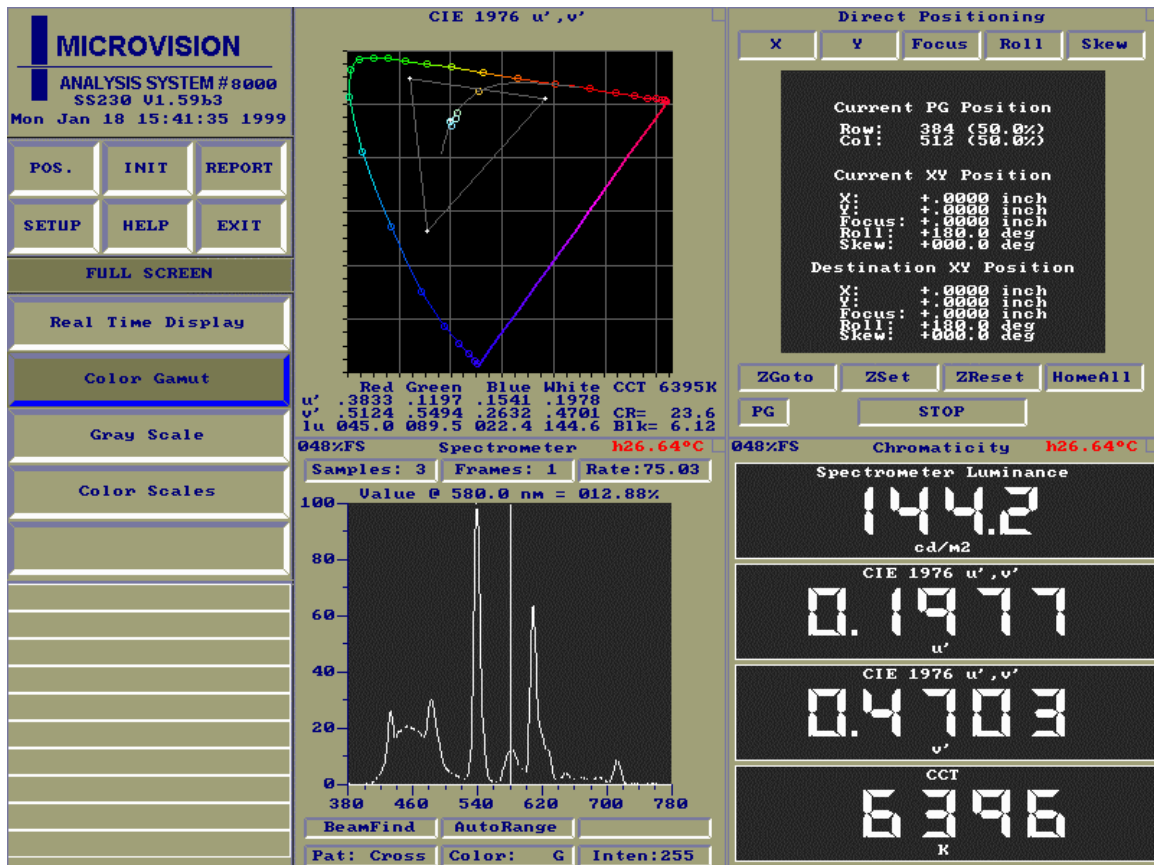 MICROVISION
ANALYSIS SYSTEM #8000
SS230 V1.59b3
Mon Jan 18 15:41:35 1999
POS. INIT REPORT
SETUP HELP EXIT
FULL SCREEN
Real Time Display
Color Gamut
Gray Scale
Color Scales
CIE 1976 u',v'
Red Green Blue White CCT 6395K
u' .3833 .1197 .1541 .1978
v' .5124 .5494 .2632 .4701 CR= 23.6
lu 045.0 089.5 022.4 144.6 Blk= 6.12
Direct Positioning
X Y Focus Roll Skew
Current PG Position
Row: 384 (50.0%)
Col: 512 (50.0%)
Current XY Position
X: +.0000 inch
Y: +.0000 inch
Focus: +.0000 inch
Roll: +180.0 deg
Skew: +000.0 deg
Destination XY Position
X: +.0000 inch
Y: +.0000 inch
Focus: +.0000 inch
Roll: +180.0 deg
Skew: +000.0 deg
ZGoto ZSet ZReset HomeAll
PG STOP
048%FS Spectrometer h26.64ºC
Samples: 3 Frames: 1 Rate:75.03
Value @ 580.0 nm = 012.88%
100
80
60
40
20
0
380 460 540 620 700 780
BeamFind AutoRange
Pat: Cross Color: G Inten:255
048%FS Chromaticity h26.64ºC
Spectrometer Luminance
144.2
cd/m2
CIE 1976 u',v'
0.1977
u'
CIE 1976 u',v'
0.4703
v'
CCT
6396
K